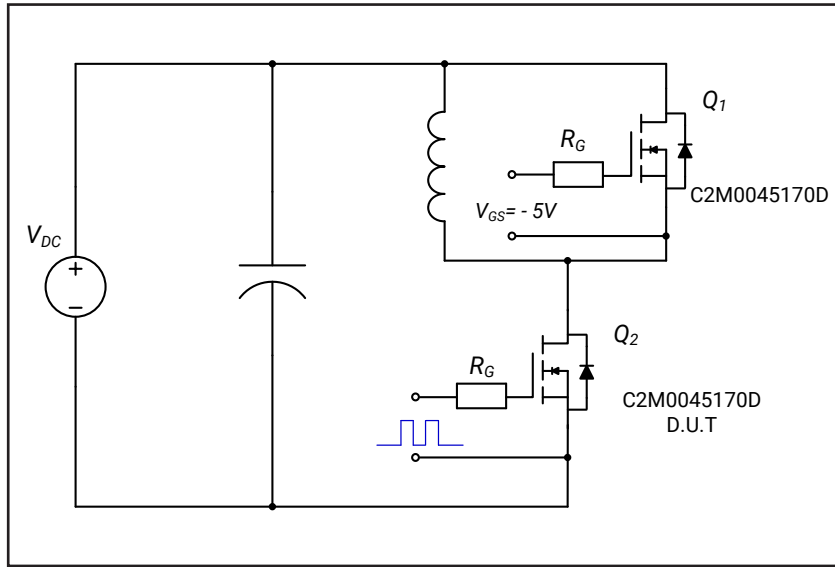 Q1
RG
C2M0045170D
VGS= - 5V
VDC
+
−
Q2
RG
C2M0045170D
D.U.T